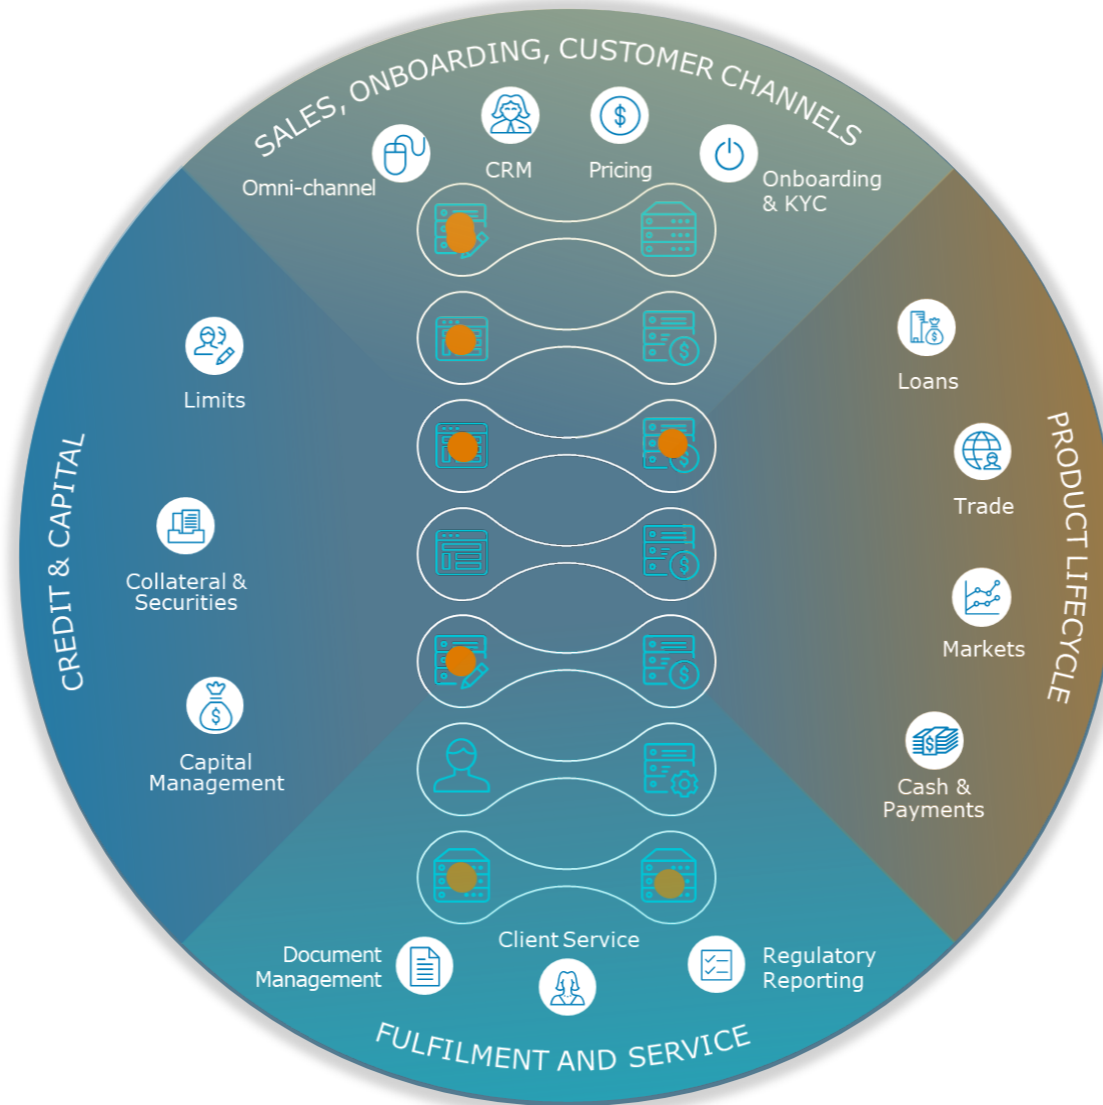 SALES, ONBOARDING, CUSTOMER CHANNELS
Omni-channel
CRM
Pricing
Onboarding
& KYC
CREDIT & CAPITAL
Limits
Collateral &
Securities
Capital
Management
PRODUCT LIFECYCLE
Loans
Trade
Markets
Cash &
Payments
Document
Management
Client Service
Regulatory
Reporting
FULFILMENT AND SERVICE